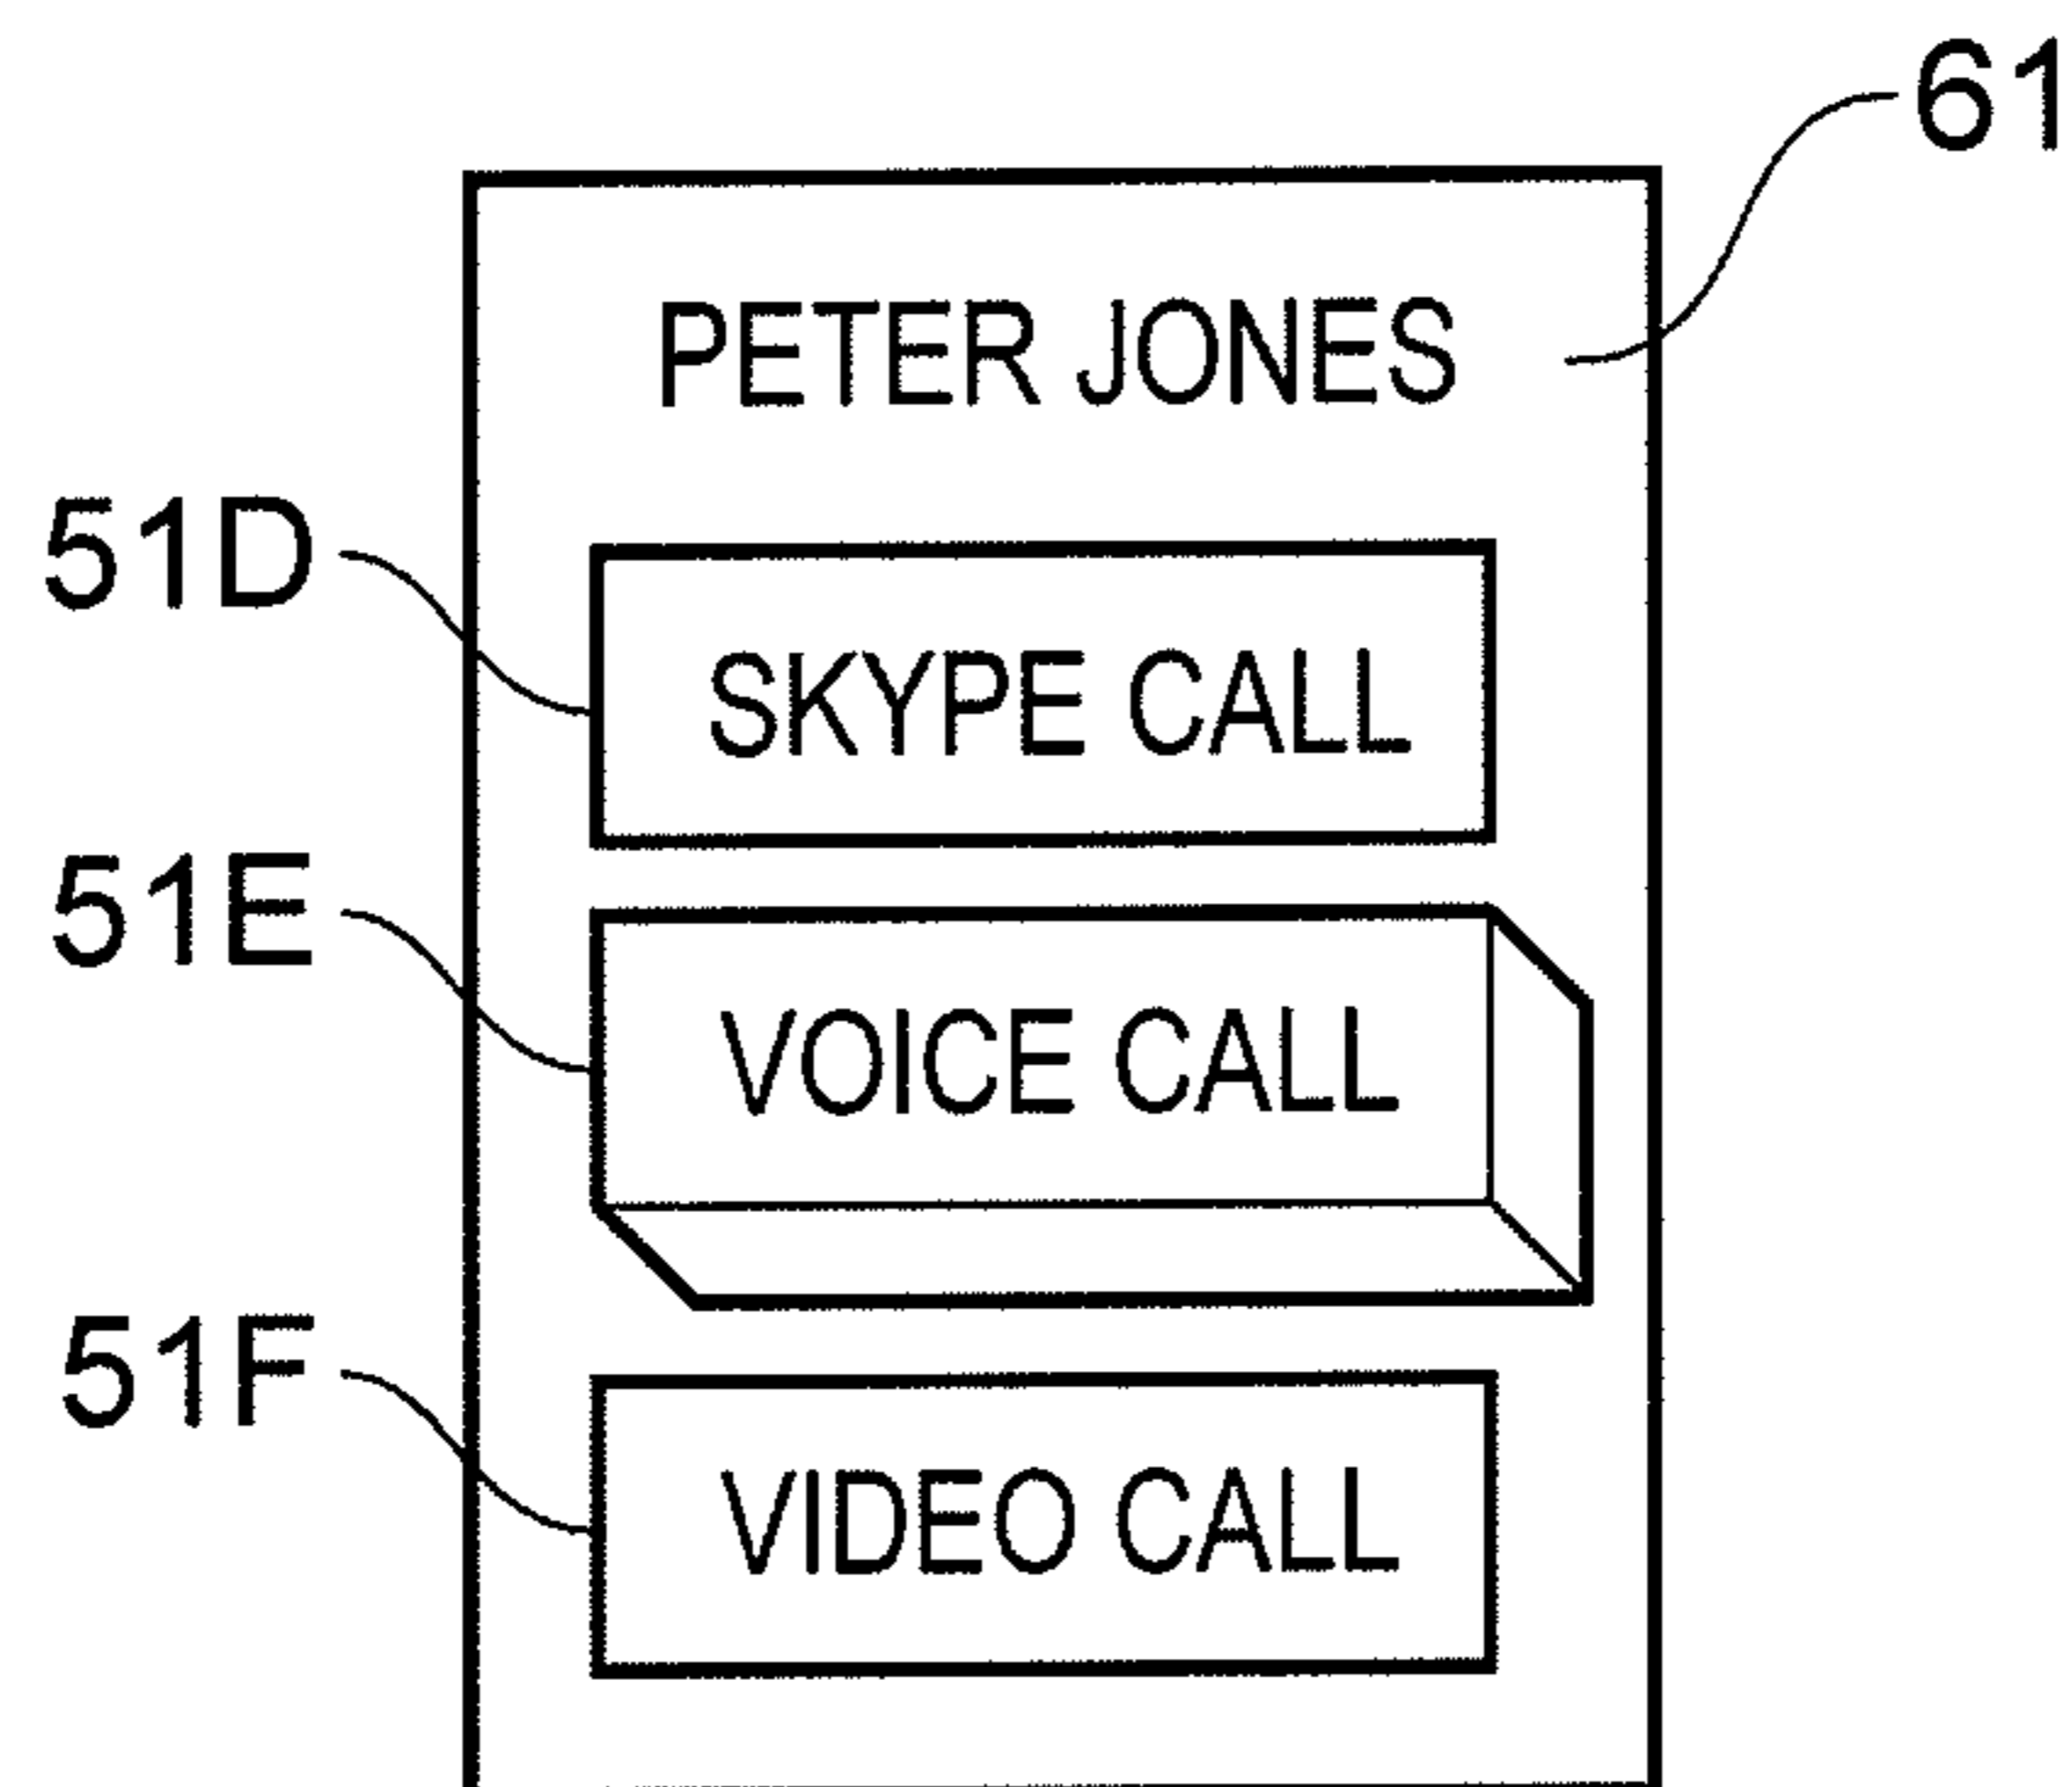 61
PETER JONES
51D
SKYPE CALL
51E
VOICE CALL
51F
VIDEO CALL